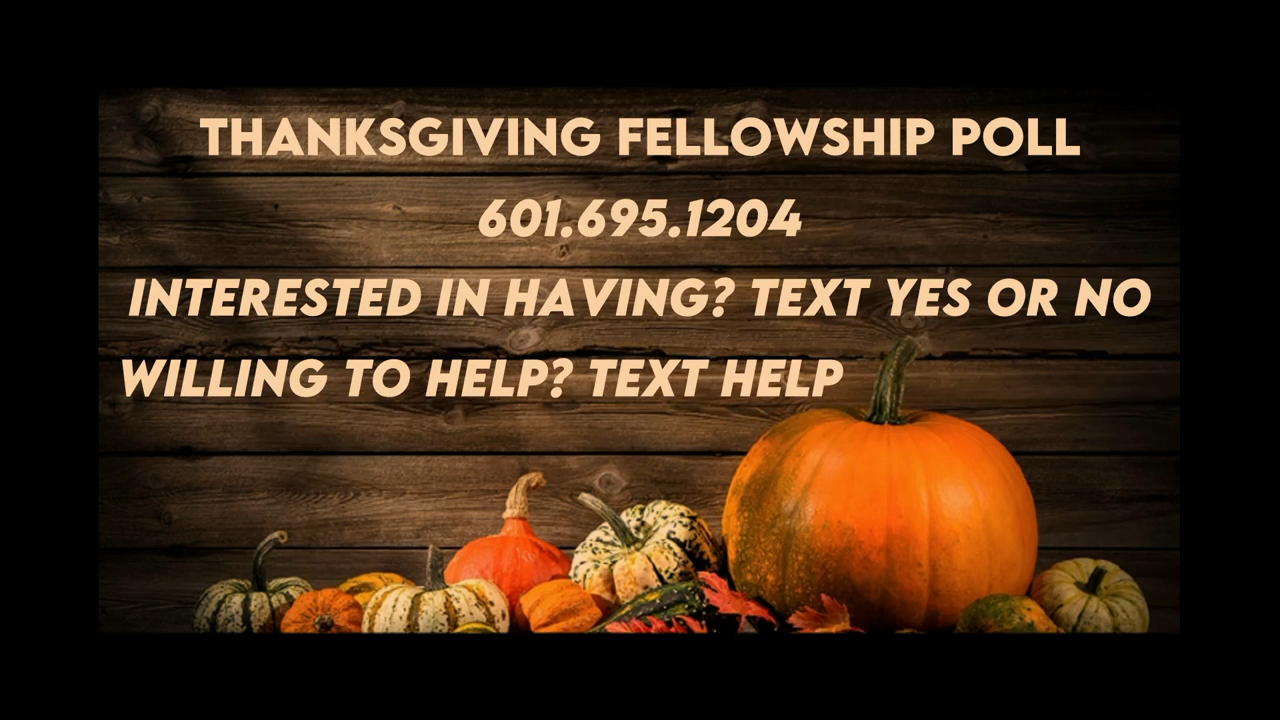 THANKSGIVING FELLOWSHIP POLL
601.695.1204
INTERESTED IN HAVING? TEXT YES OR NO
WILLING TO HELP? TEXT HELP